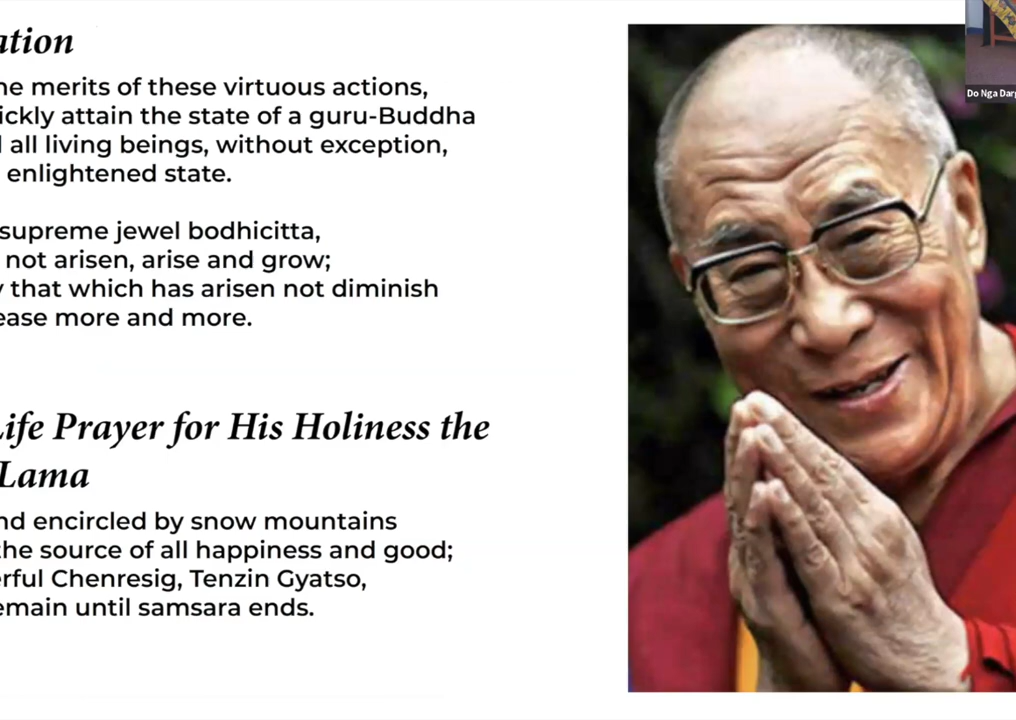 ation
he merits of these virtuous actions,
ickly attain the state of a guru-Buddha
all living beings, without exception,
enlightened state.
supreme jewel bodhicitta,
not arisen, arise and grow;
y that which has arisen not diminish
ease more and more.
Life Prayer for His Holiness the
Lama
nd encircled by snow mountains
the source of all happiness and good;
erful Chenresig, Tenzin Gyatso,
emain until samsara ends.
Do Nga Darg